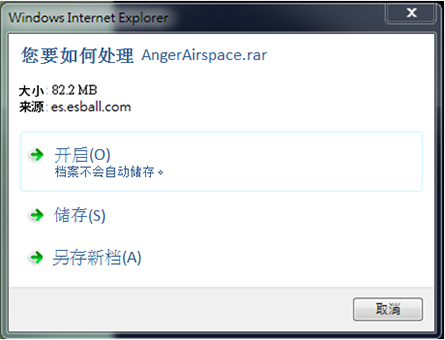 Windows Internet Explorer
您要如何处理 AngerAirspace.rar
大小: 82.2 MB
来源: es.esball.com
开启(O)
档案不会自动储存。
储存(S)
另存新档(A)
取消